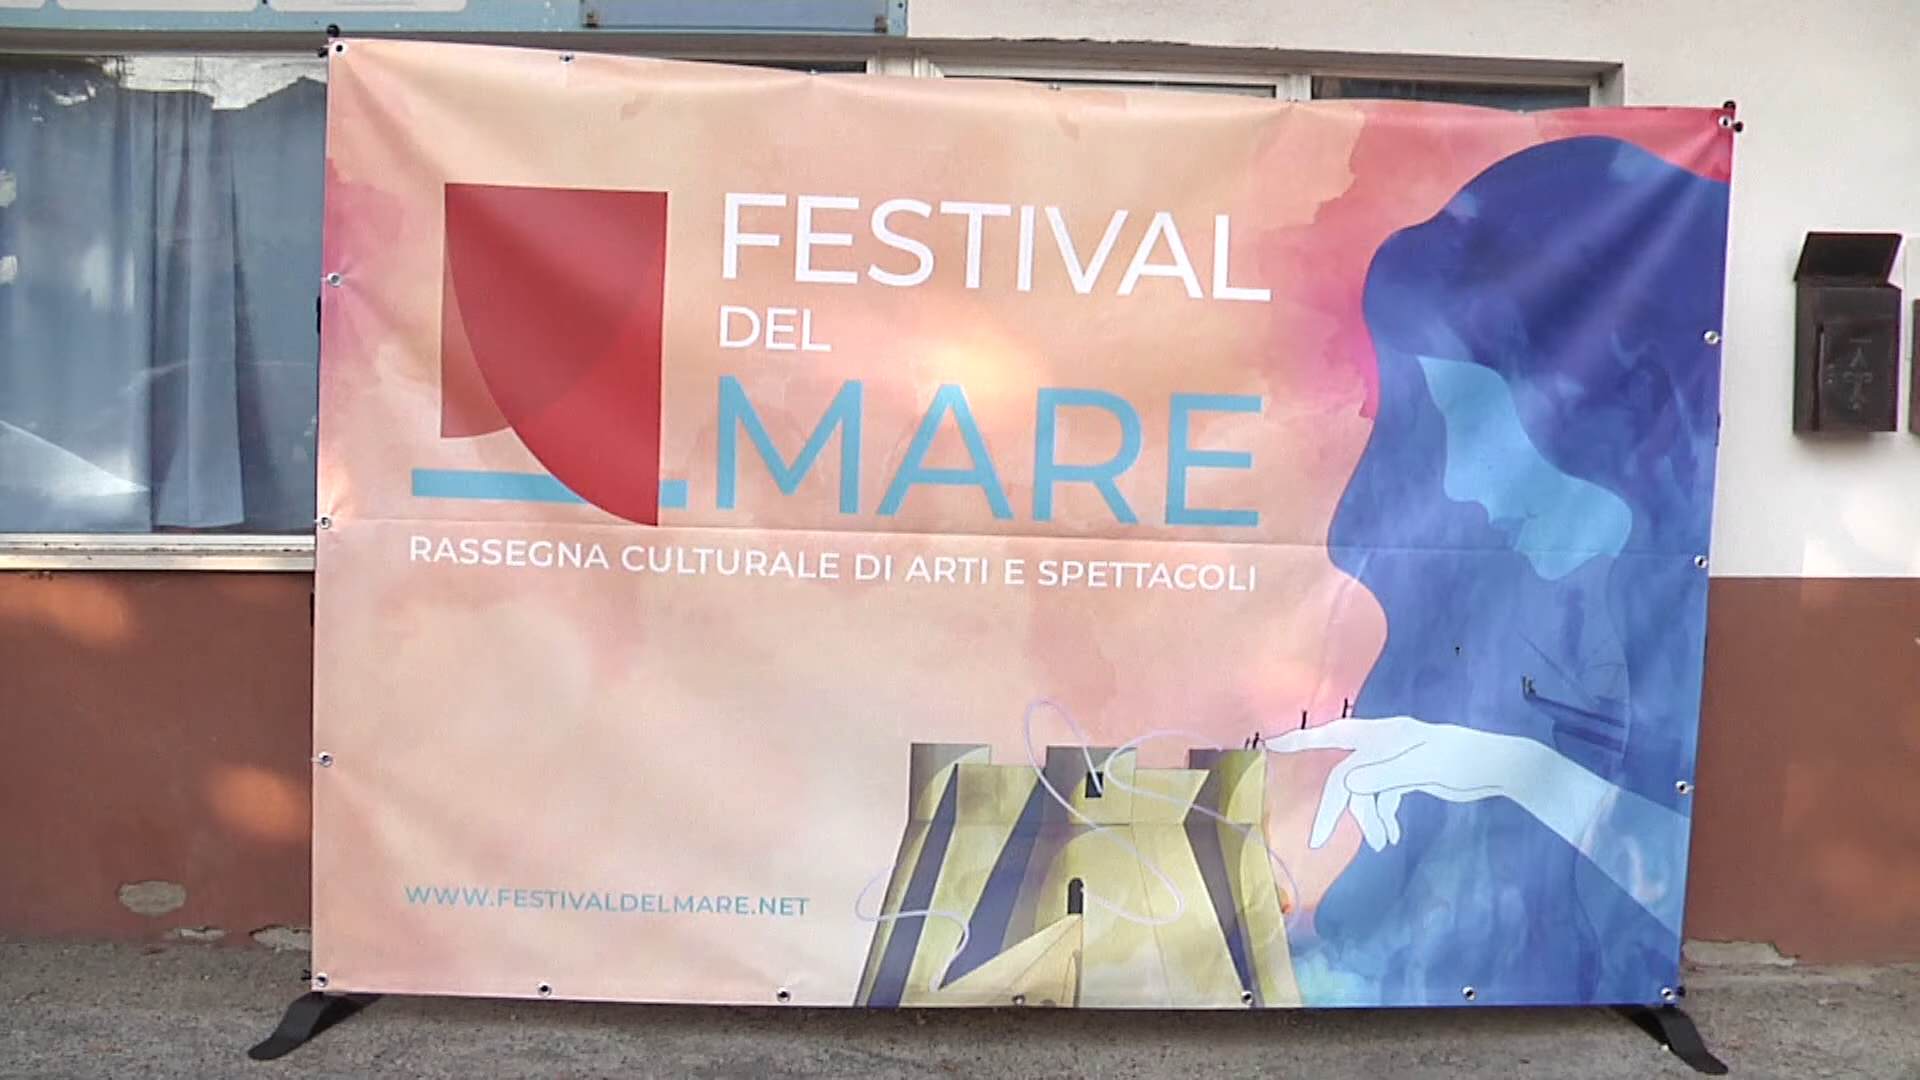 FESTIVAL
DEL
MARE
RASSEGNA CULTURALE DI ARTI E SPETTACOLI
WWW.FESTIVALDELMARE.NET